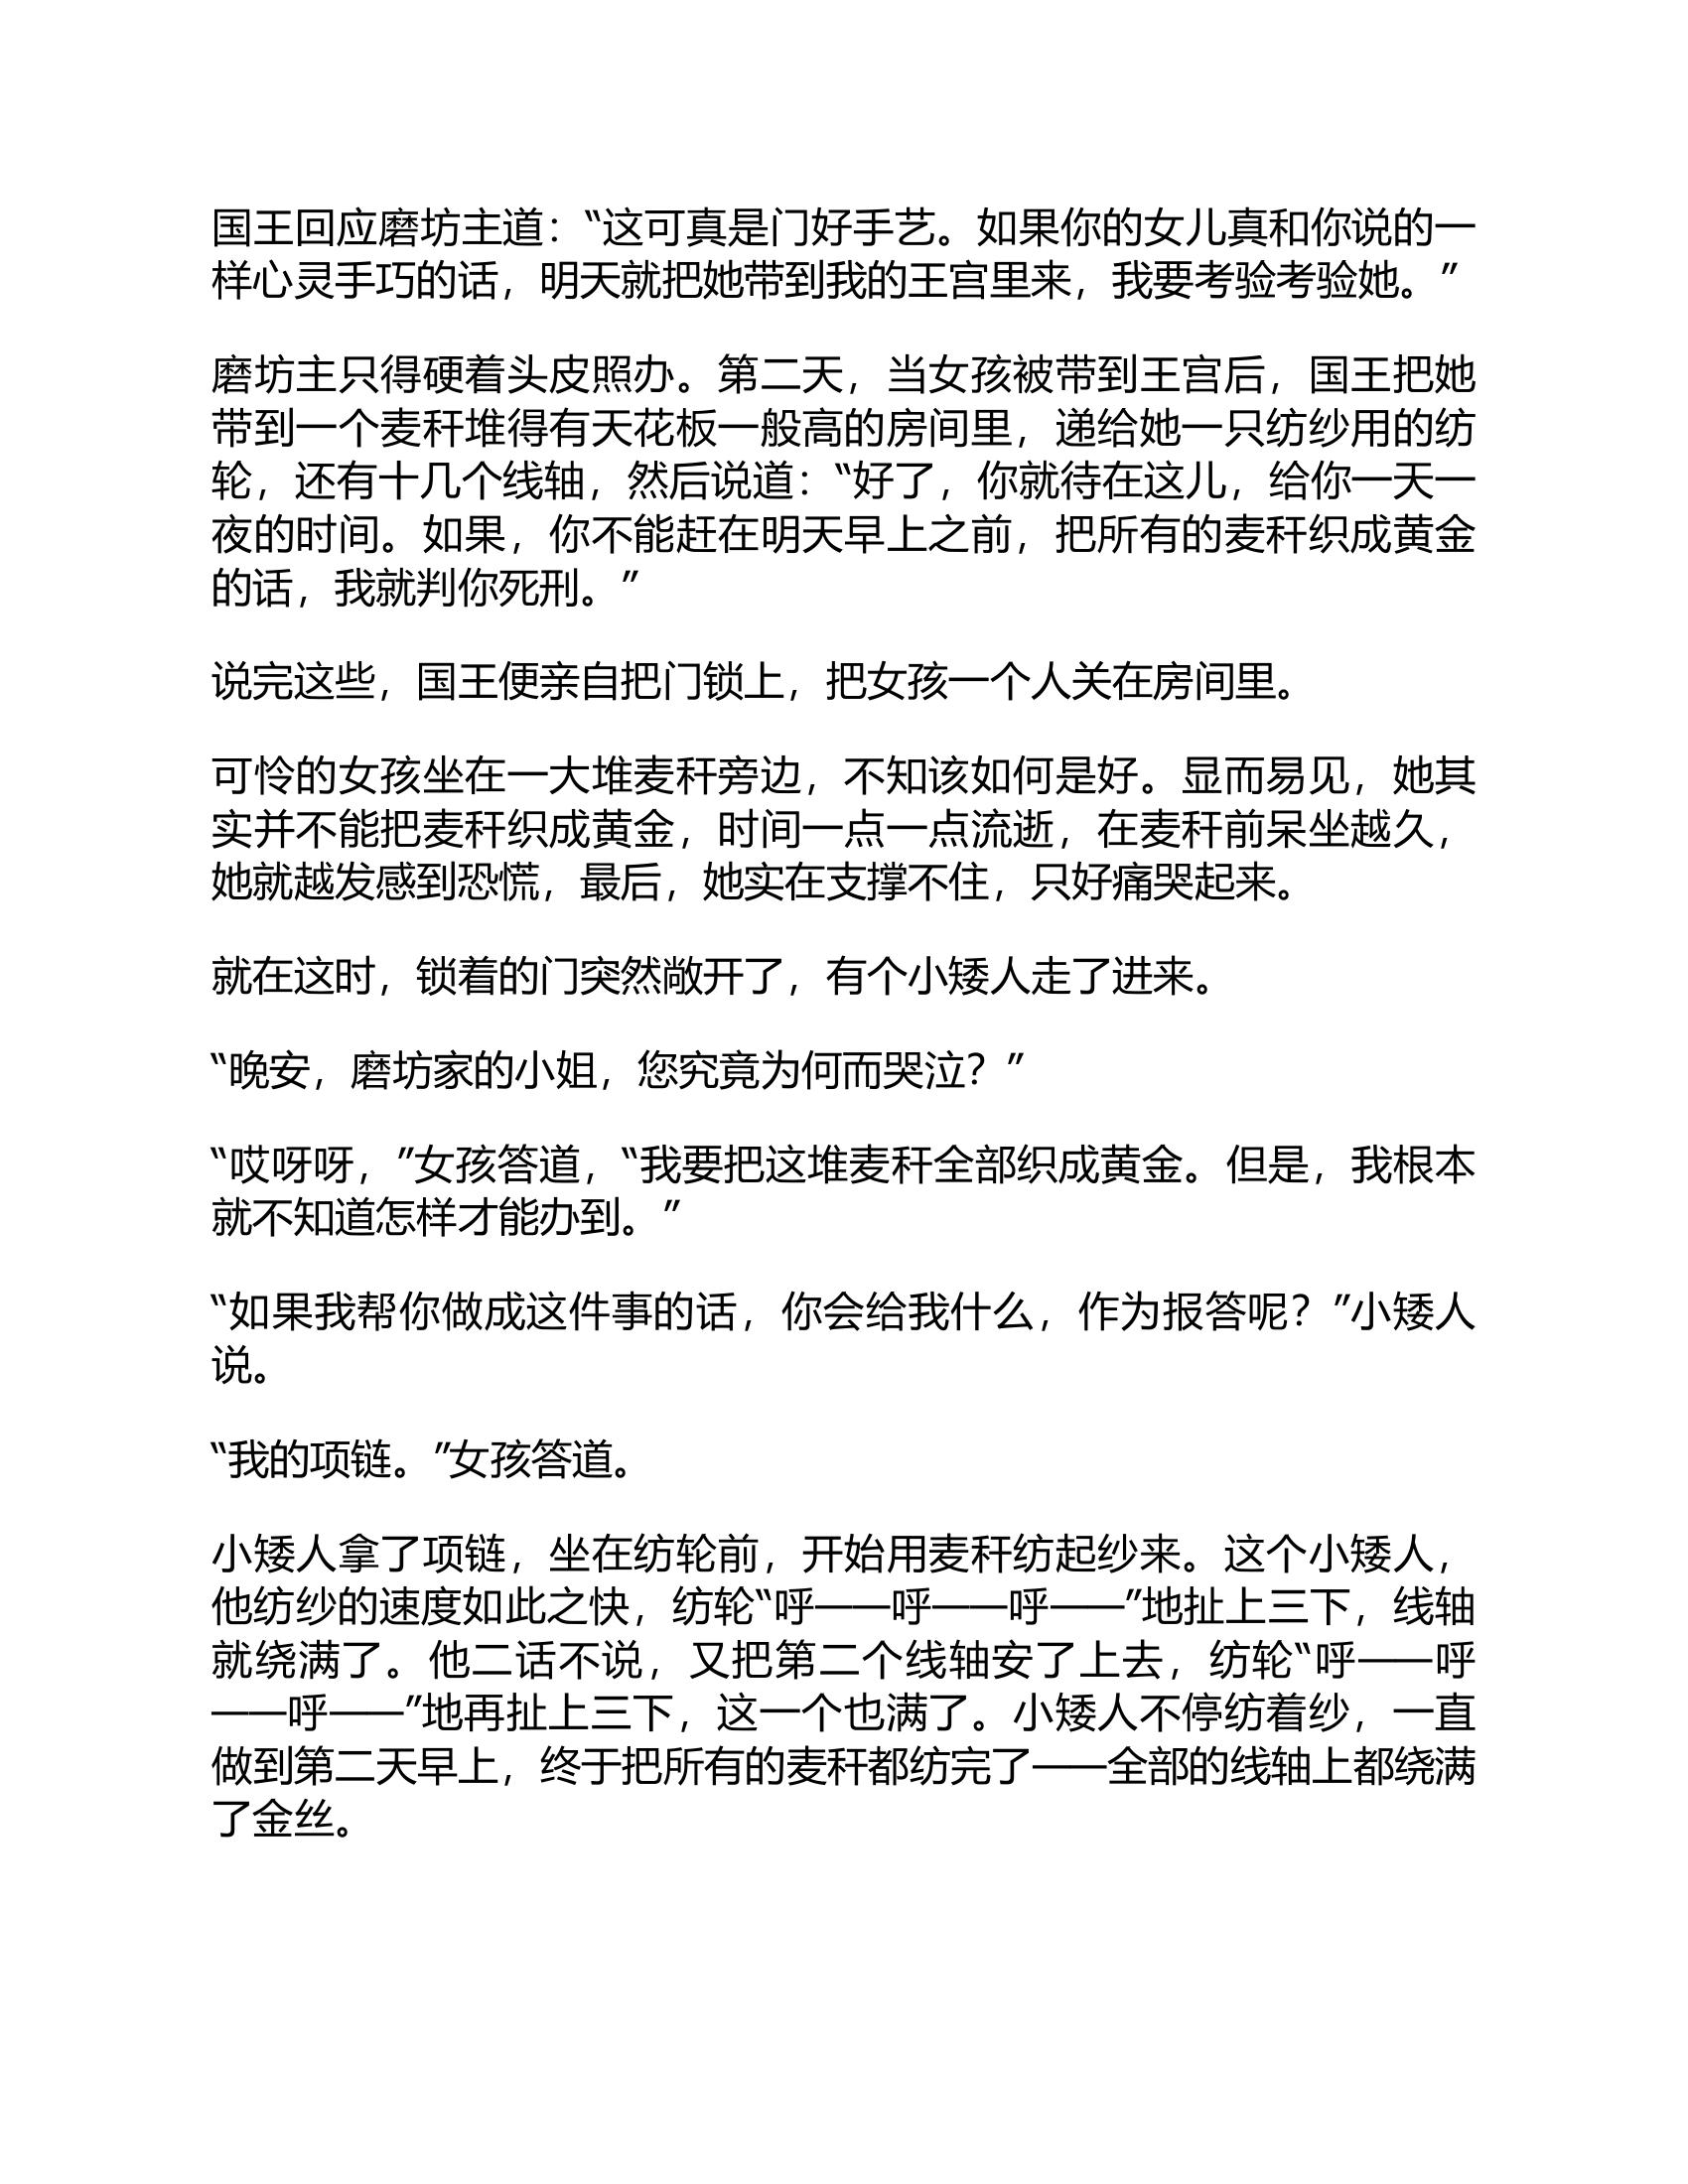 国王回应磨坊主道：“这可真是门好手艺。如果你的女儿真和你说的一
样心灵手巧的话，明天就把她带到我的王宫里来，我要考验考验她。”
磨坊主只得硬着头皮照办。第二天，当女孩被带到王宫后，国王把她
带到一个麦秆堆得有天花板一般高的房间里，递给她一只纺纱用的纺
轮，还有十几个线轴，然后说道：“好了，你就待在这儿，给你一天一
夜的时间。如果，你不能赶在明天早上之前，把所有的麦秆织成黄金
的话，我就判你死刑。”
说完这些，国王便亲自把门锁上，把女孩一个人关在房间里。
可怜的女孩坐在一大堆麦秆旁边，不知该如何是好。显而易见，她其
实并不能把麦秆织成黄金，时间一点一点流逝，在麦秆前呆坐越久，
她就越发感到恐慌，最后，她实在支撑不住，只好痛哭起来。
就在这时，锁着的门突然敞开了，有个小矮人走了进来。
“晚安，磨坊家的小姐，您究竟为何而哭泣？”
“哎呀呀，”女孩答道，“我要把这堆麦秆全部织成黄金。但是，我根本
就不知道怎样才能办到。”
“如果我帮你做成这件事的话，你会给我什么，作为报答呢？”小矮人
说。
“我的项链。”女孩答道。
小矮人拿了项链，坐在纺轮前，开始用麦秆纺起纱来。这个小矮人，
他纺纱的速度如此之快，纺轮“呼——呼——呼——”地扯上三下，线轴
就绕满了。他二话不说，又把第二个线轴安了上去，纺轮“呼——呼
——呼——”地再扯上三下，这一个也满了。小矮人不停纺着纱，一直
做到第二天早上，终于把所有的麦秆都纺完了——全部的线轴上都绕满
了金丝。